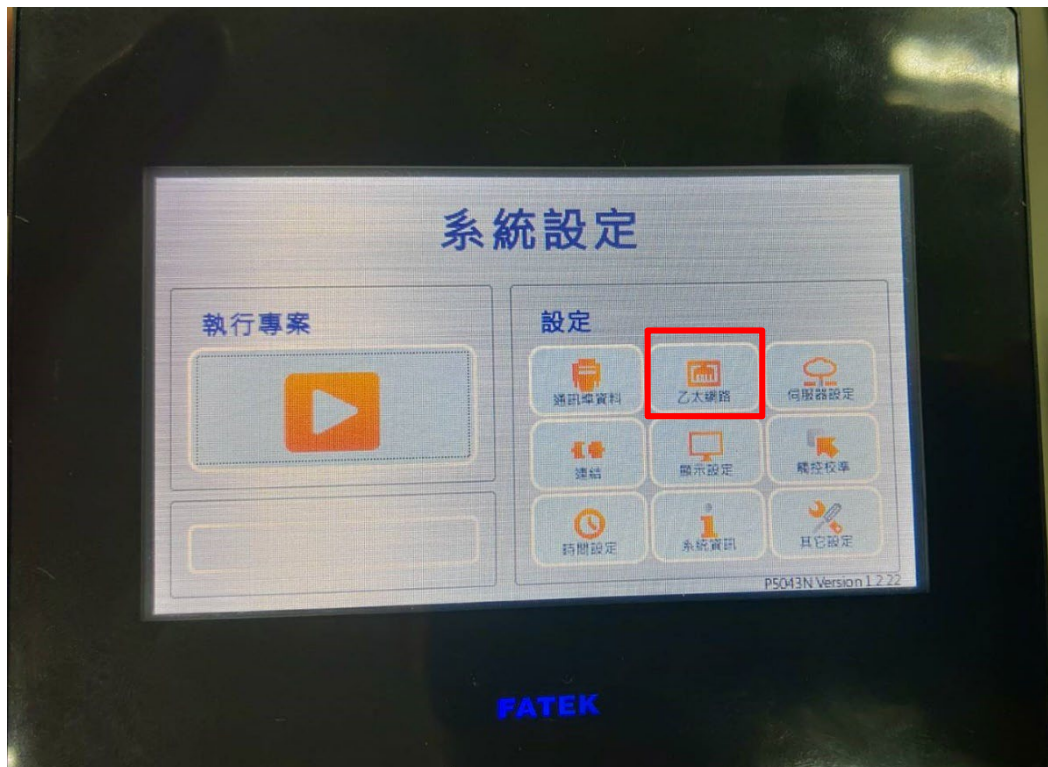 系統設定
執行專案
設定
通訊埠資料
乙太網路
伺服器設定
連結
顯示設定
觸控校準
時間設定
系統資訊
其它設定
P5043N Version 1.2.22
FATEK